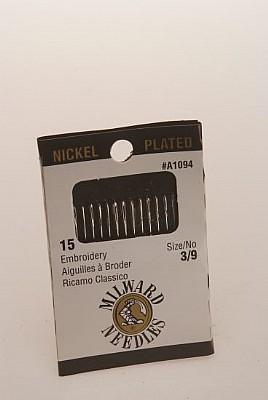 NICKEL PLATED
#A1094
15 Size/No
Embroidery 3/9
Aiguilles à Broder
Ricamo Classico
MILWARD
NEEDLES